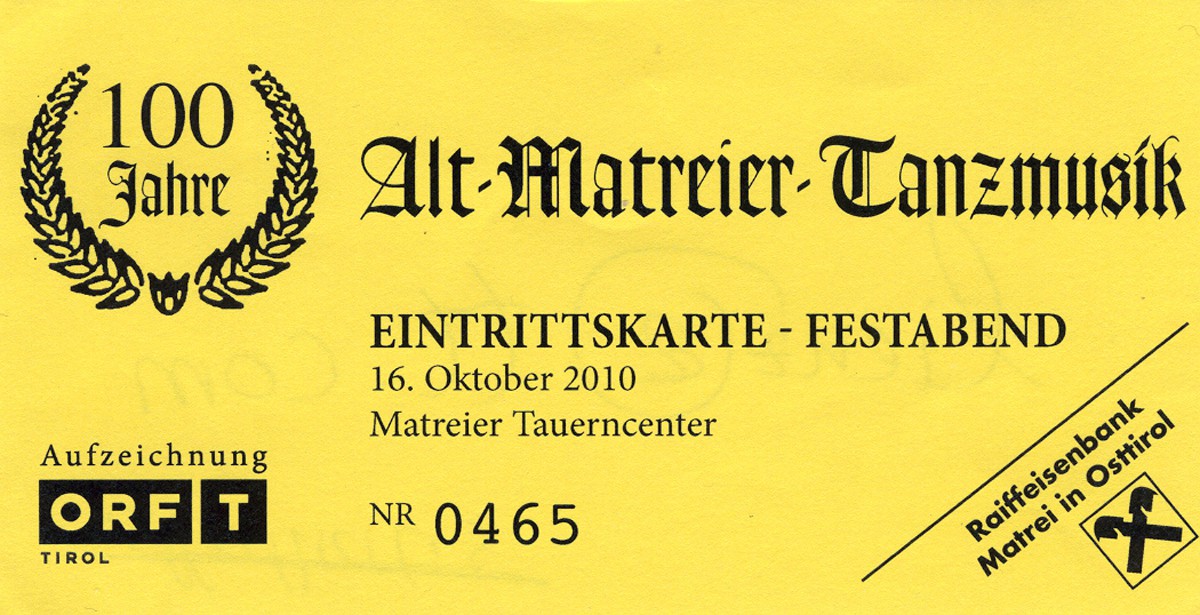 100
Jahre
Alt-Matreier-Tanzmusik
EINTRITTSKARTE - FESTABEND
16. Oktober 2010
Matreier Tauerncenter
Aufzeichnung
ORF T
TIROL
NR 0465
Raiffeisenbank
Matrei in Osttirol